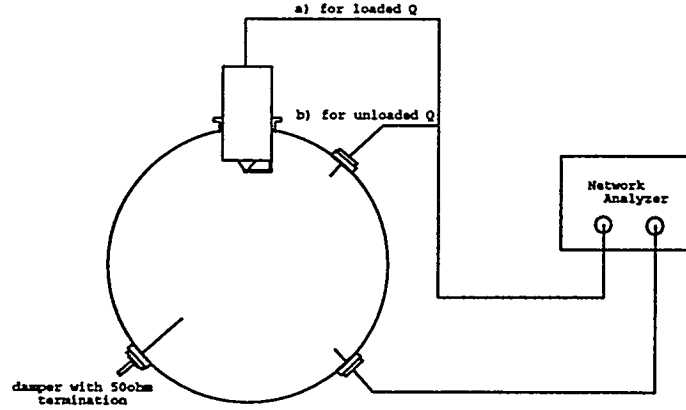 a) for loaded Q
b) for unloaded Q
Network
Analyzer
damper with 50ohm
termination